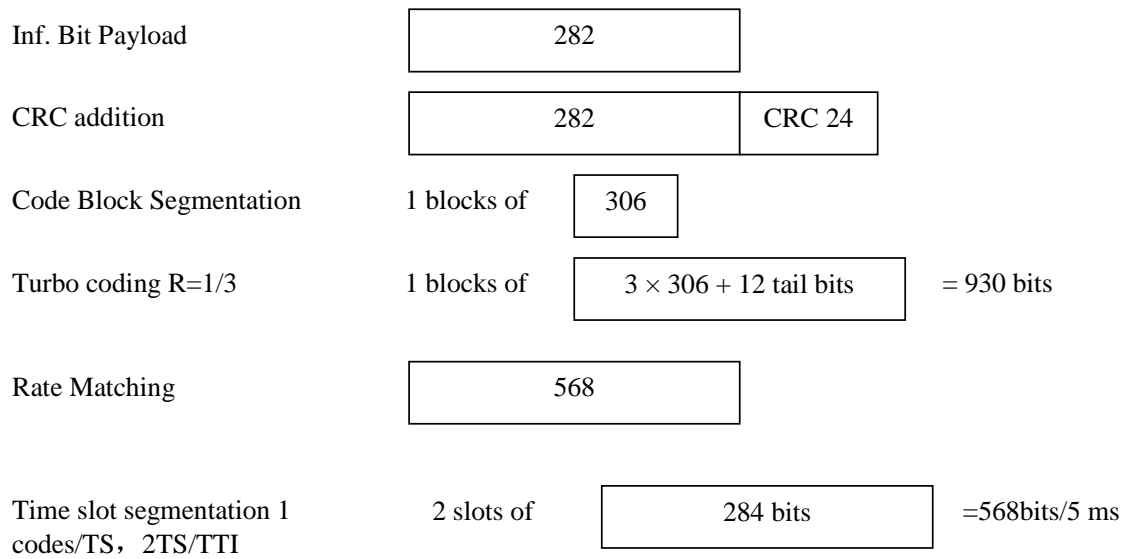 Inf. Bit Payload 282
CRC addition 282 CRC 24
Code Block Segmentation 1 blocks of 306
Turbo coding R=1/3 1 blocks of 3 × 306 + 12 tail bits = 930 bits
Rate Matching 568
Time slot segmentation 1 2 slots of 284 bits =568bits/5 ms
codes/TS，2TS/TTI